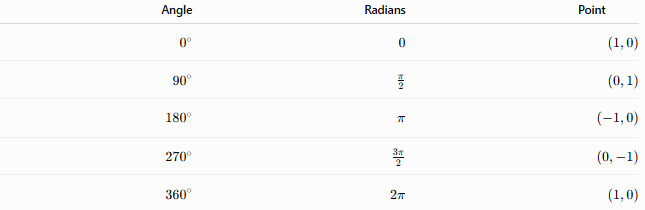 Angle Radians Point
0° 0 (1, 0)
90° π/2 (0, 1)
180° π (−1, 0)
270° 3π/2 (0, −1)
360° 2π (1, 0)